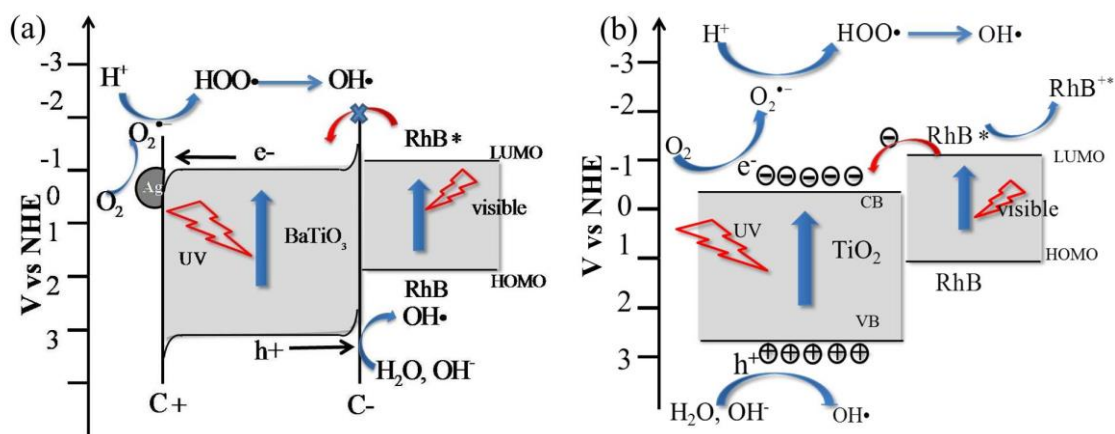 (a)
V vs NHE
-3
-2
-1
0
1
2
3
H⁺
HOO• → OH•
O₂•⁻
O₂
Ag
e-
UV
BaTiO₃
h+
C+
C-
RhB*
LUMO
visible
HOMO
RhB
OH•
H₂O, OH⁻
(b)
V vs NHE
-3
-2
-1
0
1
2
3
H⁺
HOO• → OH•
O₂•⁻
O₂
RhB⁺*
RhB*
LUMO
e⁻
CB
UV
TiO₂
visible
HOMO
RhB
VB
h⁺
H₂O, OH⁻
OH•